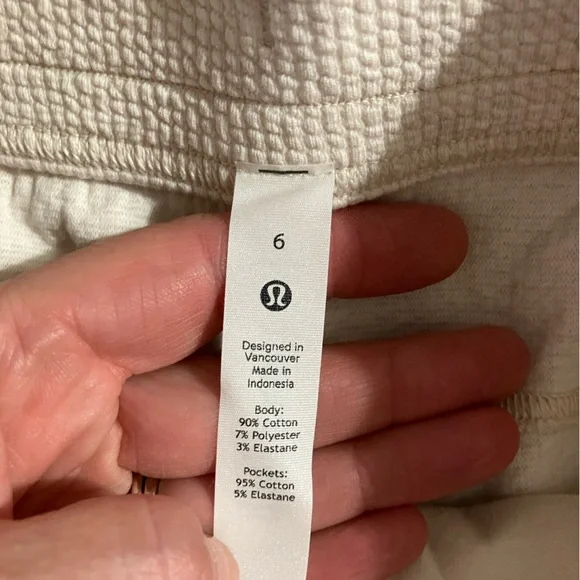 6
Designed in
Vancouver
Made in
Indonesia
Body:
90% Cotton
7% Polyester
3% Elastane
Pockets:
95% Cotton
5% Elastane